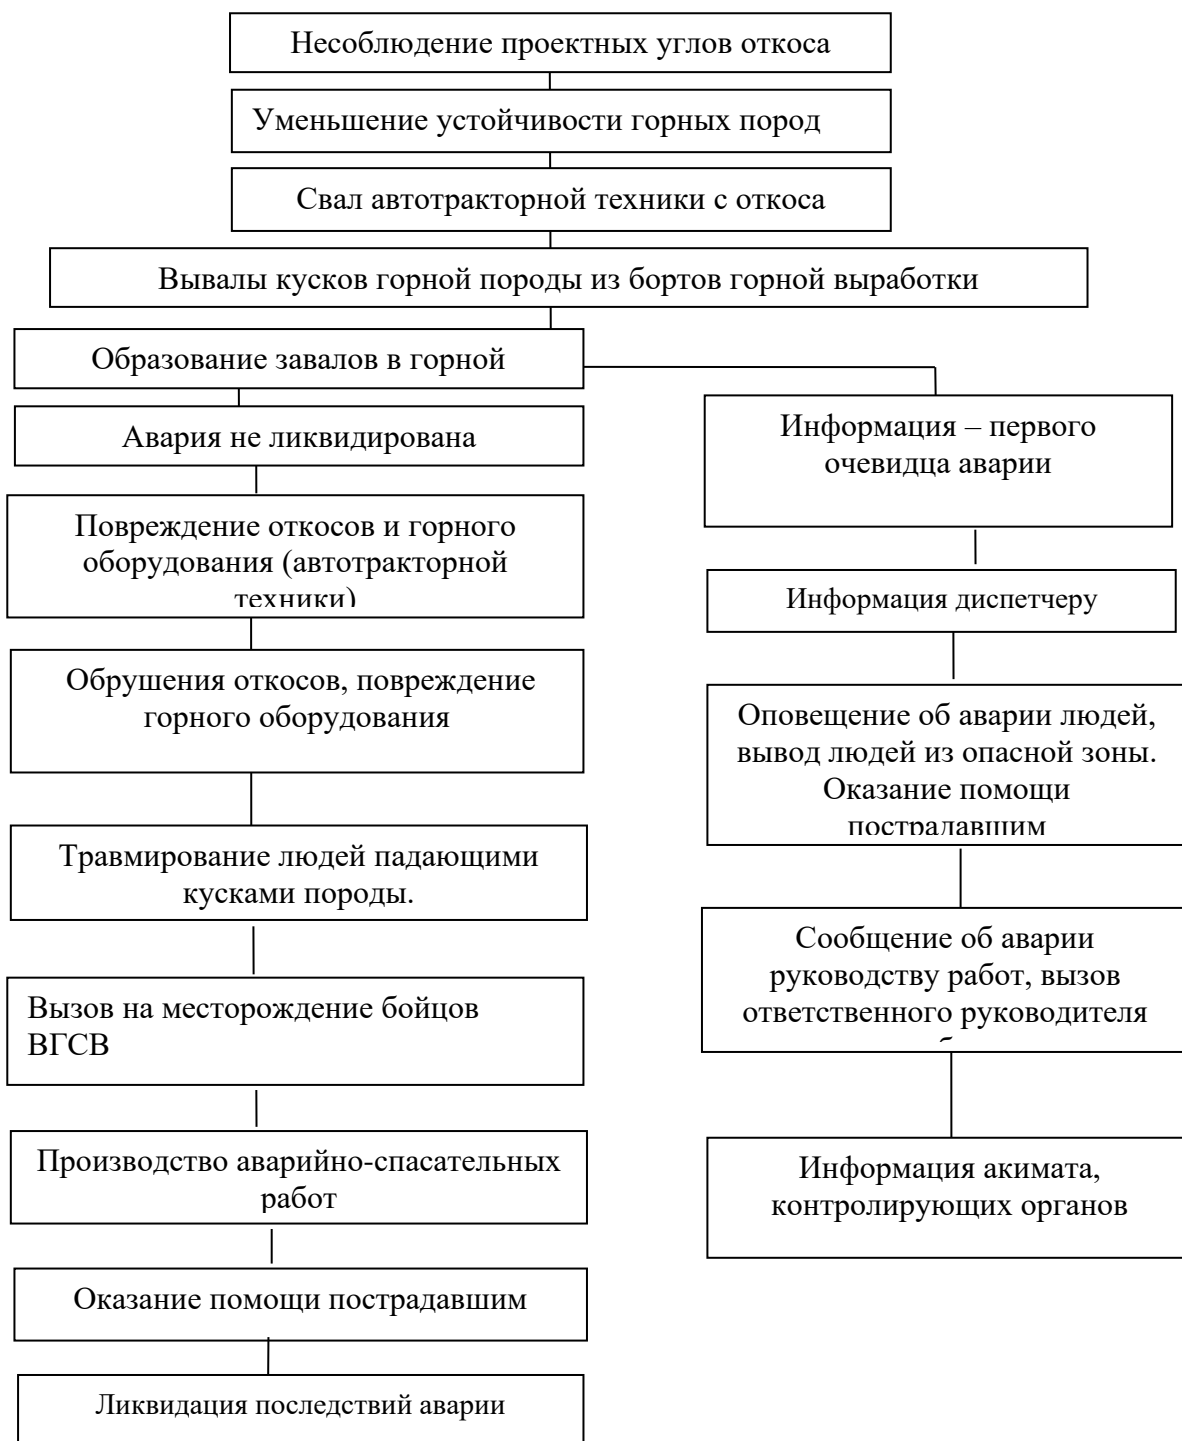 Несоблюдение проектных углов откоса
Уменьшение устойчивости горных пород
Свал автотракторной техники с откоса
Вывалы кусков горной породы из бортов горной выработки
Образование завалов в горной
Авария не ликвидирована
Повреждение откосов и горного
оборудования (автотракторной
техники)
Обрушения откосов, повреждение
горного оборудования
Травмирование людей падающими
кусками породы.
Вызов на месторождение бойцов
ВГСВ
Производство аварийно-спасательных
работ
Оказание помощи пострадавшим
Ликвидация последствий аварии
Информация – первого
очевидца аварии
Информация диспетчеру
Оповещение об аварии людей,
вывод людей из опасной зоны.
Оказание помощи
пострадавшим
Сообщение об аварии
руководству работ, вызов
ответственного руководителя
Информация акимата,
контролирующих органов